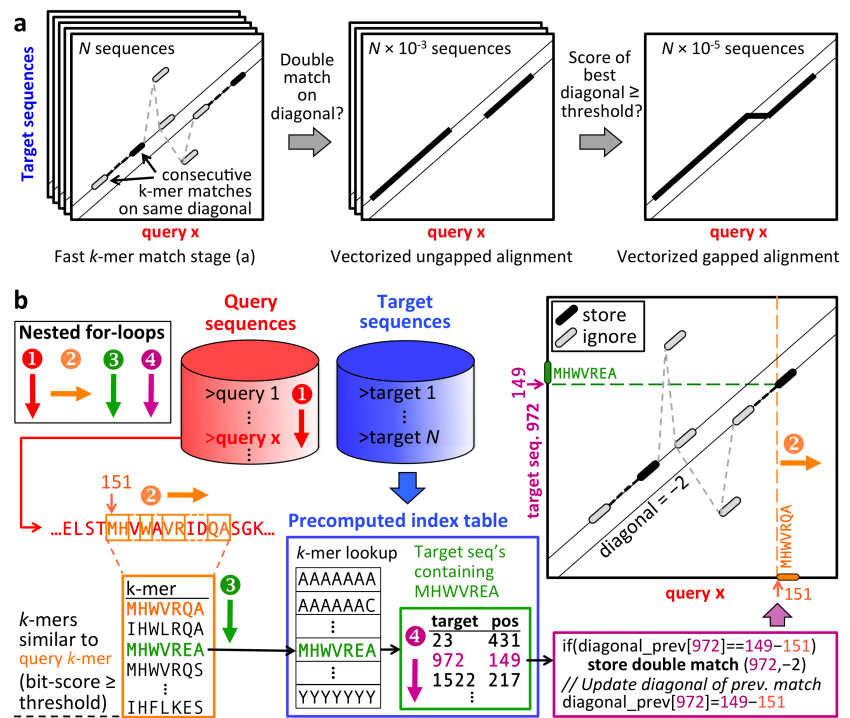 a
Target sequences
N sequences
consecutive
k-mer matches
on same diagonal
query x
Fast k-mer match stage (a)
Double
match
on
diagonal?
N × 10⁻³ sequences
query x
Vectorized ungapped alignment
Score of
best
diagonal ≥
threshold?
N × 10⁻⁵ sequences
query x
Vectorized gapped alignment
b
Nested for-loops
1 2 3 4
Query
sequences
>query 1
⋮
>query x
⋮
1
Target
sequences
>target 1
⋮
>target N
151
2
…ELSTMHVWAVRIDQASGK…
k-mers
similar to
query k-mer
(bit-score ≥
threshold)
k-mer
MHWVRQA
IHWLRQA
MHWVREA
MHWVRQS
⋮
IHFLKES
3
Precomputed index table
k-mer lookup
AAAAAAA
AAAAAAC
⋮
MHWVREA
⋮
YYYYYYY
Target seq's
containing
MHWVREA
4
target pos
23 431
972 149
1522 217
store
ignore
149
MHWVREA
target seq. 972
diagonal = −2
2
MHWVRQA
query x
151
if(diagonal_prev[972]==149−151)
store double match (972,−2)
// Update diagonal of prev. match
diagonal_prev[972]=149−151